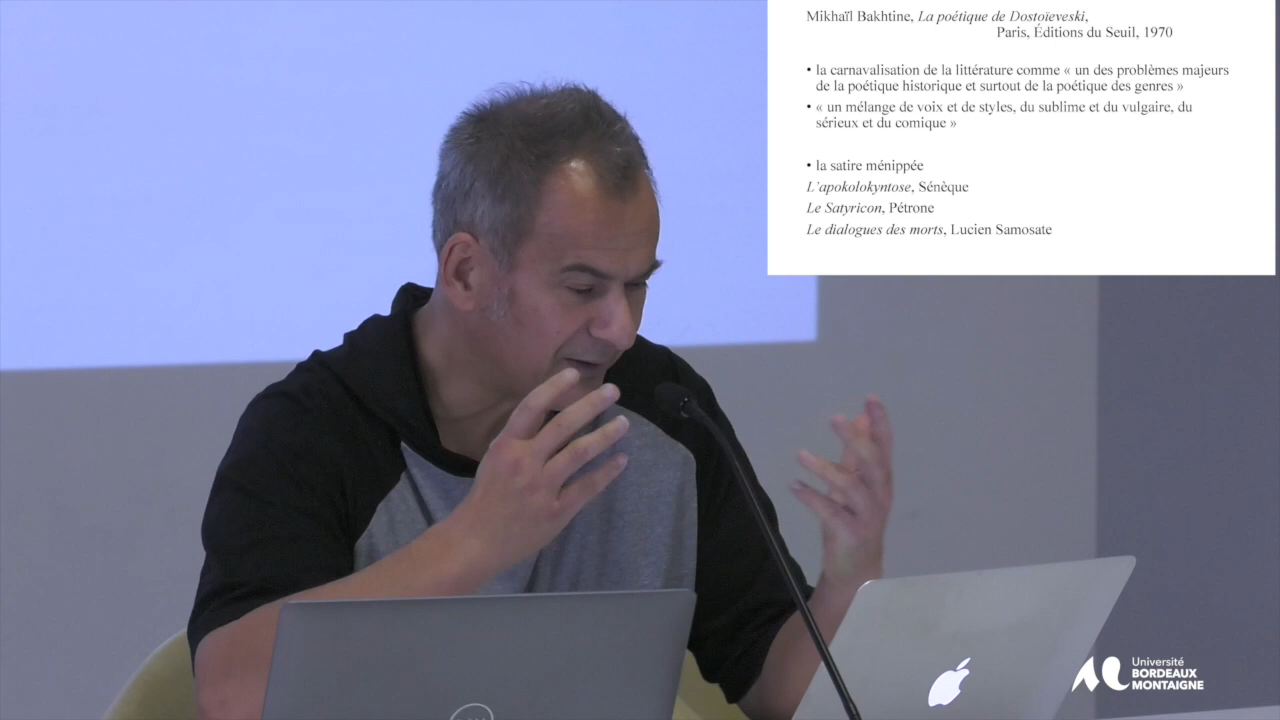 Mikhaïl Bakhtine, La poétique de Dostoïeveski,
Paris, Éditions du Seuil, 1970
• la carnavalisation de la littérature comme « un des problèmes majeurs
de la poétique historique et surtout de la poétique des genres »
• « un mélange de voix et de styles, du sublime et du vulgaire, du
sérieux et du comique »
• la satire ménippée
L'apokolokyntose, Sénèque
Le Satyricon, Pétrone
Le dialogues des morts, Lucien Samosate
Université
BORDEAUX
MONTAIGNE